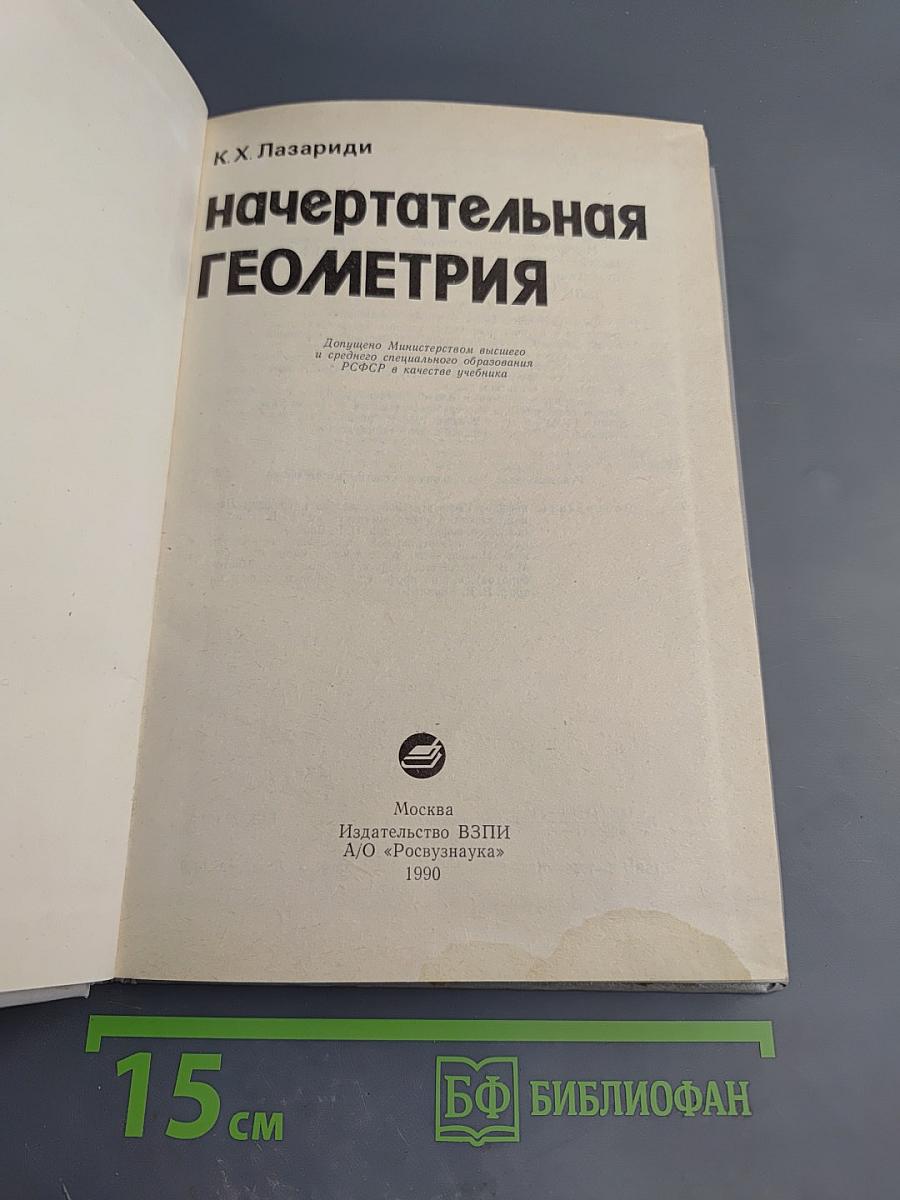 К. Х. Лазариди
начертательная
ГЕОМЕТРИЯ
Допущено Министерством высшего
и среднего специального образования
РСФСР в качестве учебника
Москва
Издательство ВЗПИ
А/О «Росвузнаука»
1990
15 см
БФ БИБЛИОФАН